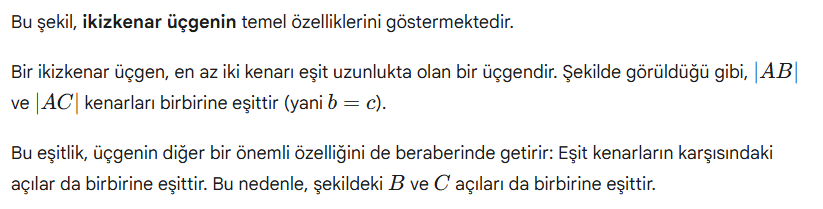 Bu şekil, ikizkenar üçgenin temel özelliklerini göstermektedir.
Bir ikizkenar üçgen, en az iki kenarı eşit uzunlukta olan bir üçgendir. Şekilde görüldüğü gibi, |AB|
ve |AC| kenarları birbirine eşittir (yani b = c).
Bu eşitlik, üçgenin diğer bir önemli özelliğini de beraberinde getirir: Eşit kenarların karşısındaki
açılar da birbirine eşittir. Bu nedenle, şekildeki B ve C açıları da birbirine eşittir.